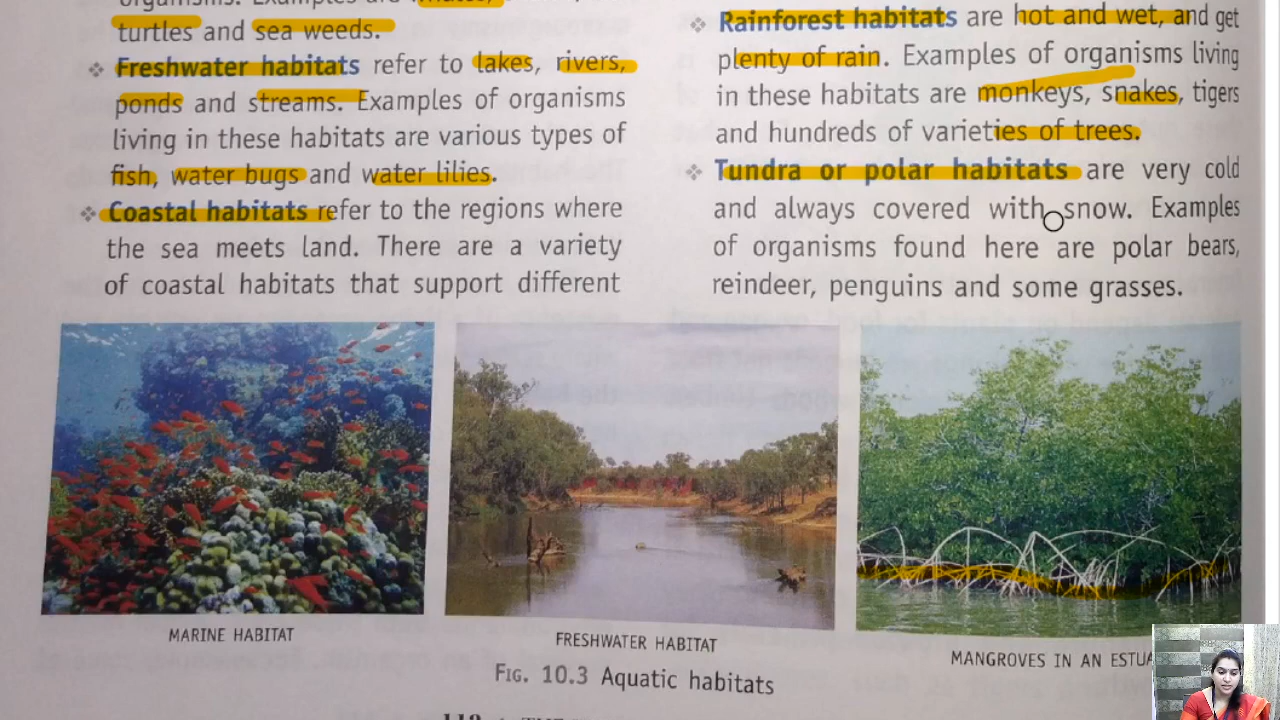 turtles and sea weeds.
❖ Freshwater habitats refer to lakes, rivers,
ponds and streams. Examples of organisms
living in these habitats are various types of
fish, water bugs and water lilies.
❖ Coastal habitats refer to the regions where
the sea meets land. There are a variety
of coastal habitats that support different
❖ Rainforest habitats are hot and wet, and get
plenty of rain. Examples of organisms living
in these habitats are monkeys, snakes, tigers
and hundreds of varieties of trees.
❖ Tundra or polar habitats are very cold
and always covered with snow. Examples
of organisms found here are polar bears,
reindeer, penguins and some grasses.
MARINE HABITAT
FRESHWATER HABITAT
MANGROVES IN AN
FIG. 10.3 Aquatic habitats